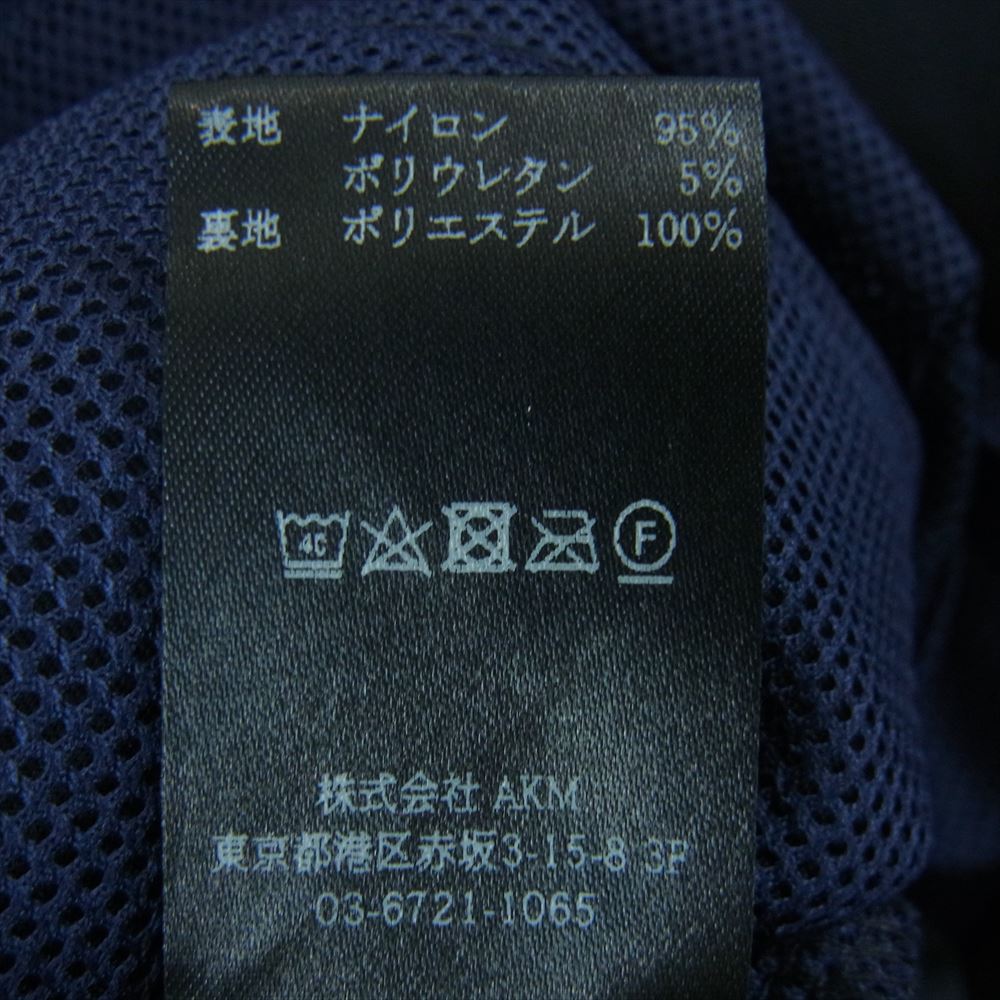 表地 ナイロン 95%
ポリウレタン 5%
裏地 ポリエステル 100%
40
F
株式会社 AKM
東京都港区赤坂3-15-8 3F
03-6721-1065